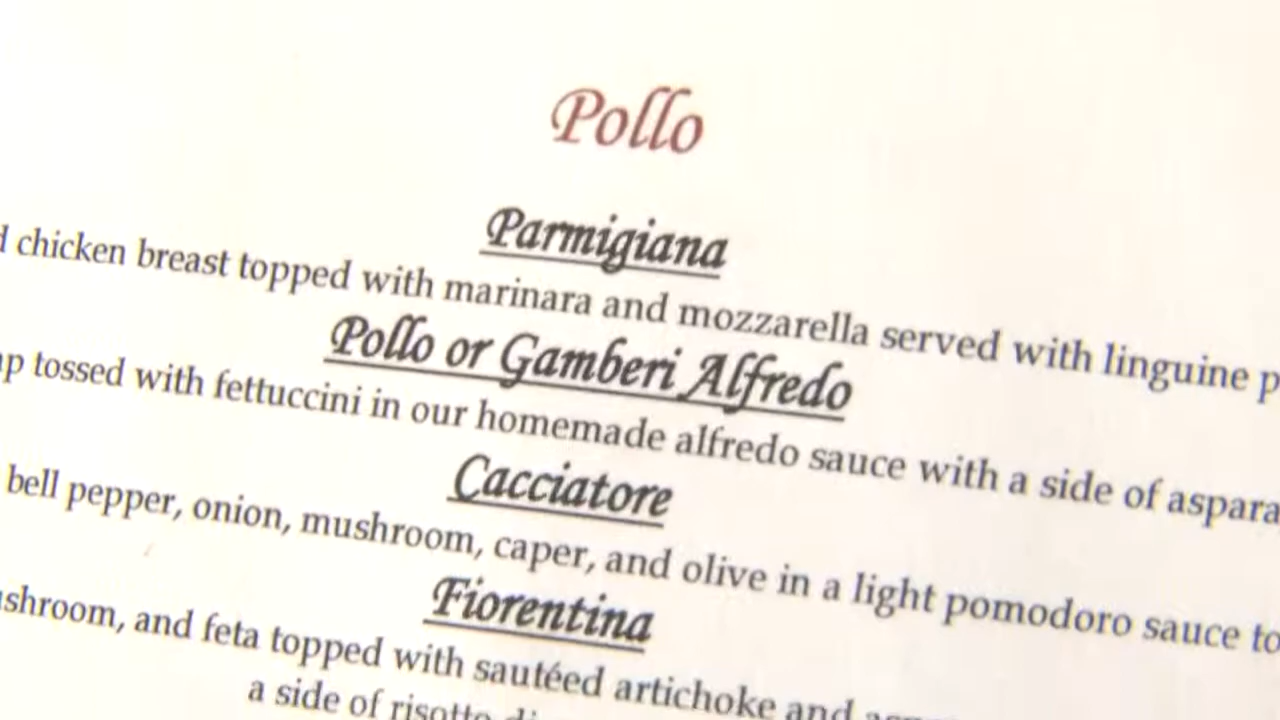 Pollo
Parmigiana
chicken breast topped with marinara and mozzarella served with linguine
Pollo or Gamberi Alfredo
tossed with fettuccini in our homemade alfredo sauce with a side of
Cacciatore
bell pepper, onion, mushroom, caper, and olive in a light pomodoro sauce
Fiorentina
and feta topped with sautéed artichoke and
a side of risotto